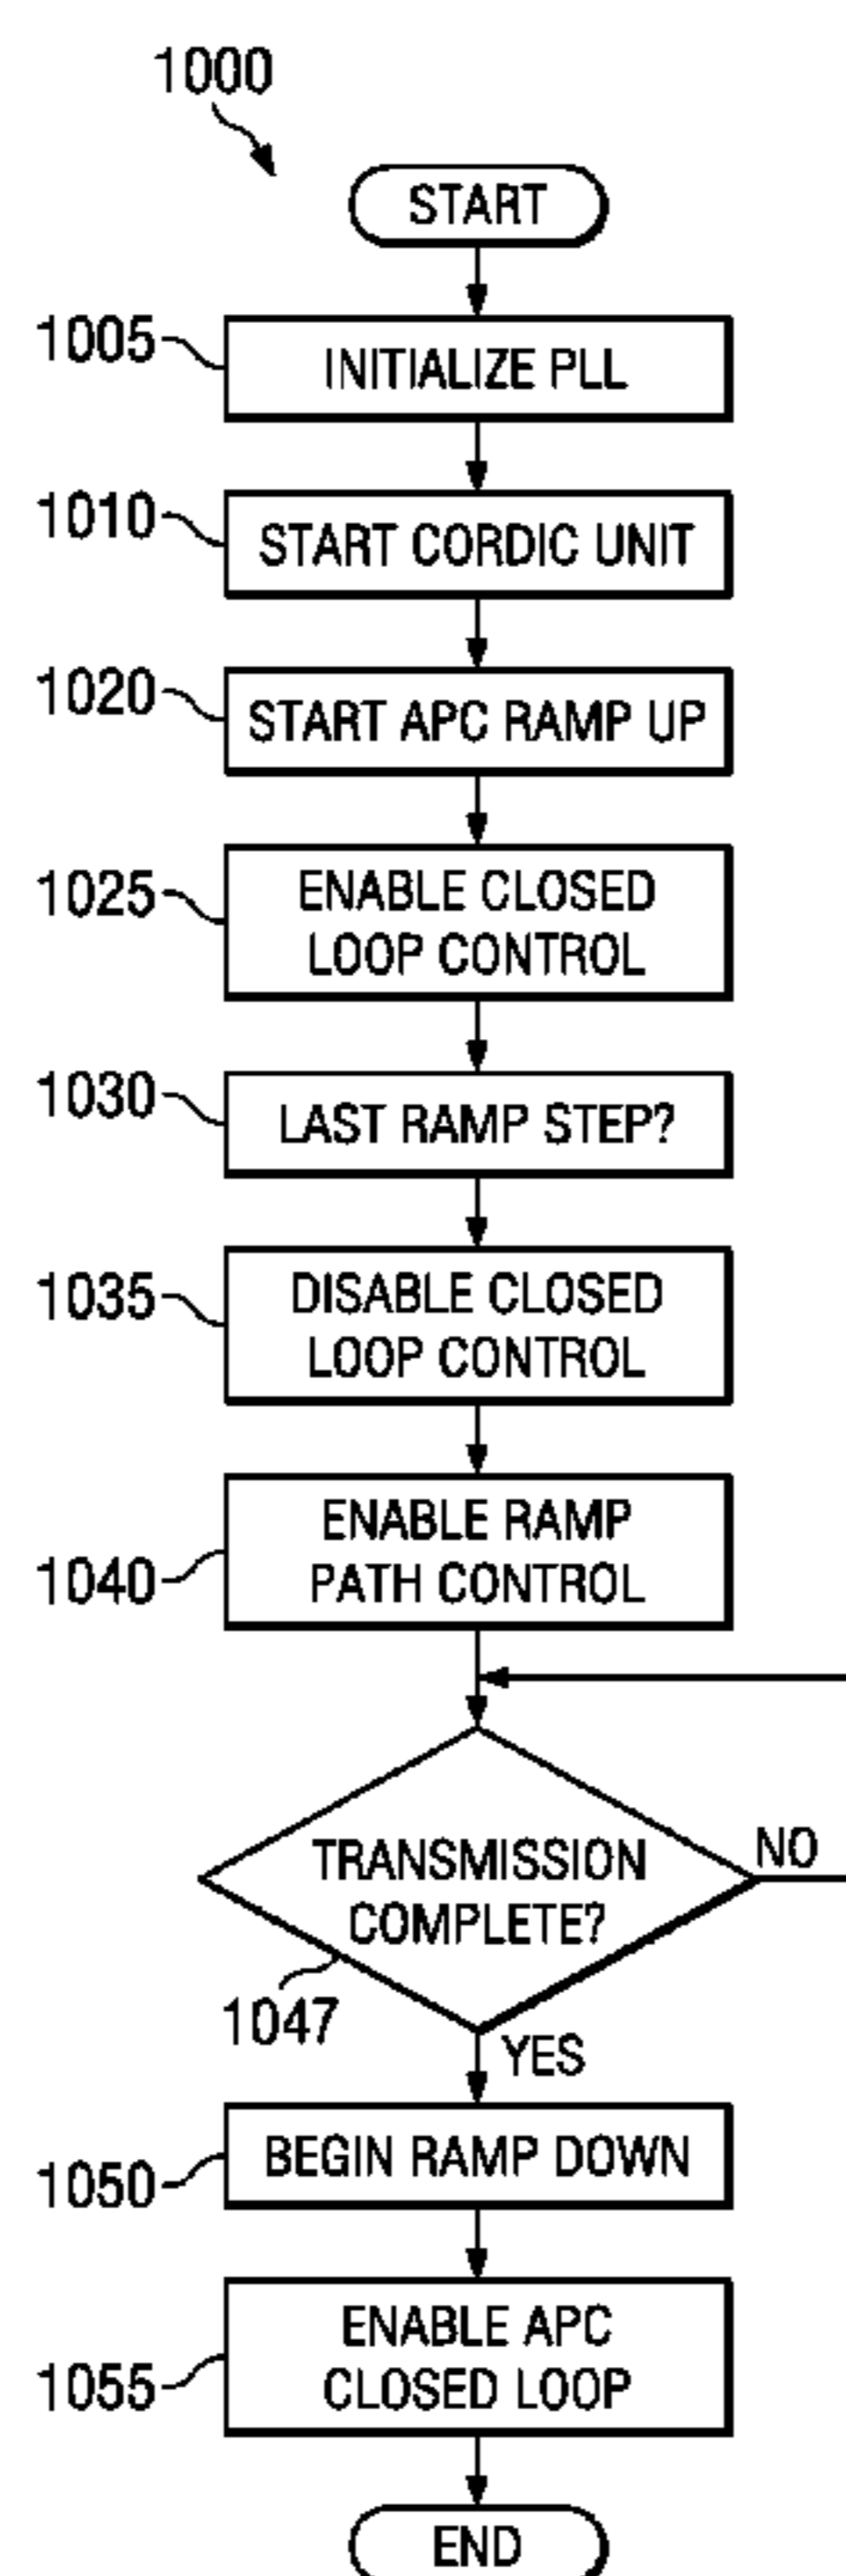 1000
START
1005
INITIALIZE PLL
1010
START CORDIC UNIT
1020
START APC RAMP UP
1025
ENABLE CLOSED
LOOP CONTROL
1030
LAST RAMP STEP?
1035
DISABLE CLOSED
LOOP CONTROL
1040
ENABLE RAMP
PATH CONTROL
TRANSMISSION
COMPLETE?
NO
1047
YES
1050
BEGIN RAMP DOWN
1055
ENABLE APC
CLOSED LOOP
END